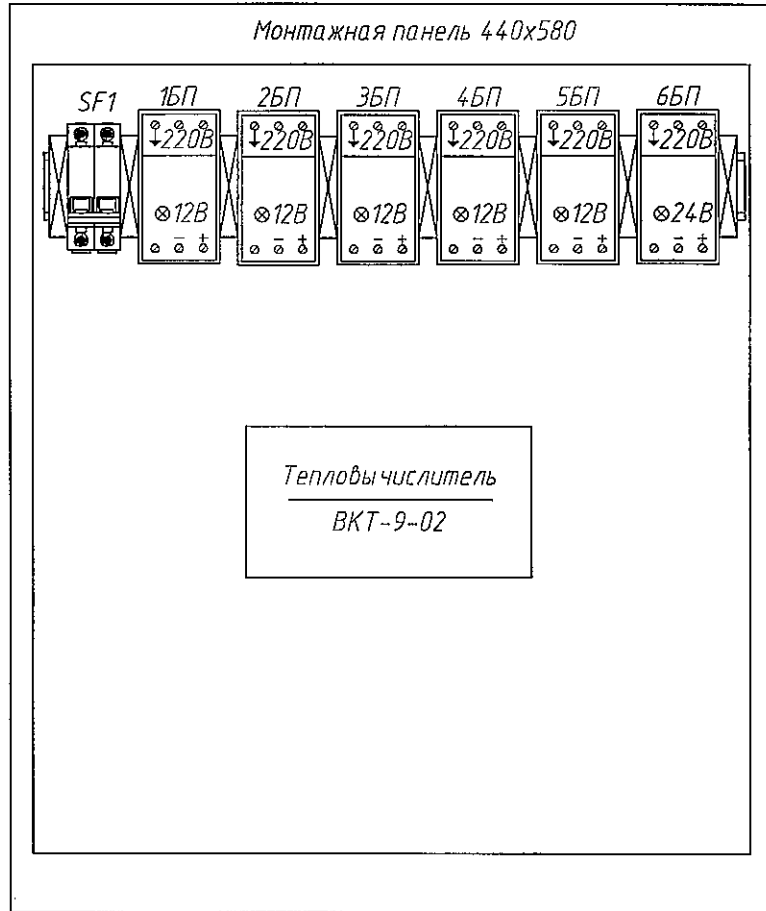 Монтажная панель 440х580
SF1 1БП 2БП 3БП 4БП 5БП 6БП
220В 220В 220В 220В 220В 220В
12В 12В 12В 12В 12В 24В
- + - + - + - + - + - +
Тепловычислитель
ВКТ-9-02